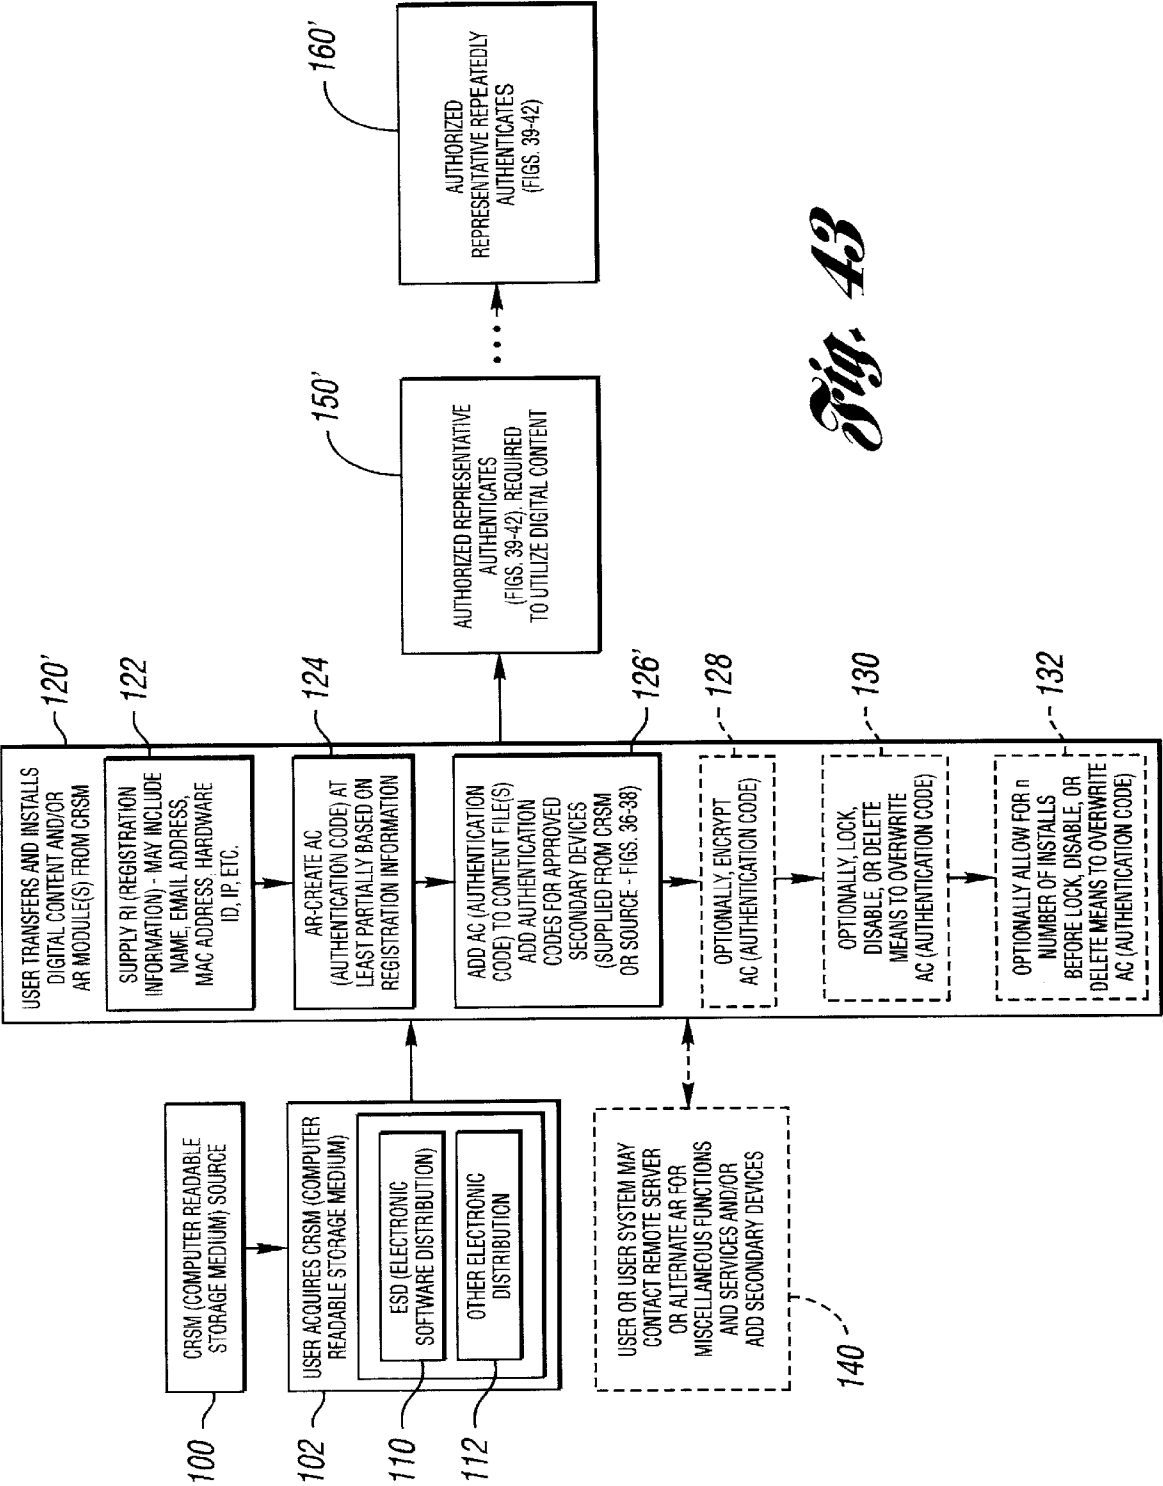 CRSM (COMPUTER READABLE
STORAGE MEDIUM) SOURCE
100
USER ACQUIRES CRSM (COMPUTER
READABLE STORAGE MEDIUM)
102
ESD (ELECTRONIC
SOFTWARE DISTRIBUTION)
110
OTHER ELECTRONIC
DISTRIBUTION
112
USER OR USER SYSTEM MAY
CONTACT REMOTE SERVER
OR ALTERNATE AR FOR
MISCELLANEOUS FUNCTIONS
AND SERVICES AND/OR
ADD SECONDARY DEVICES
140
USER TRANSFERS AND INSTALLS
DIGITAL CONTENT AND/OR
AR MODULE(S) FROM CRSM
120'
SUPPLY RI (REGISTRATION
INFORMATION) - MAY INCLUDE
NAME, EMAIL ADDRESS,
MAC ADDRESS, HARDWARE
ID, IP, ETC.
122
AR-CREATE AC
(AUTHENTICATION CODE) AT
LEAST PARTIALLY BASED ON
REGISTRATION INFORMATION
124
ADD AC (AUTHENTICATION
CODE) TO CONTENT FILE(S)
ADD AUTHENTICATION
CODES FOR APPROVED
SECONDARY DEVICES
(SUPPLIED FROM CRSM
OR SOURCE - FIGS. 36-38)
126'
OPTIONALLY, ENCRYPT
AC (AUTHENTICATION CODE)
128
OPTIONALLY, LOCK,
DISABLE, OR DELETE
MEANS TO OVERWRITE
AC (AUTHENTICATION CODE)
130
OPTIONALLY ALLOW FOR n
NUMBER OF INSTALLS
BEFORE LOCK, DISABLE, OR
DELETE MEANS TO OVERWRITE
AC (AUTHENTICATION CODE)
132
AUTHORIZED REPRESENTATIVE
AUTHENTICATES
(FIGS. 39-42). REQUIRED
TO UTILIZE DIGITAL CONTENT
150'
AUTHORIZED
REPRESENTATIVE REPEATEDLY
AUTHENTICATES
(FIGS. 39-42)
160'
Fig. 43